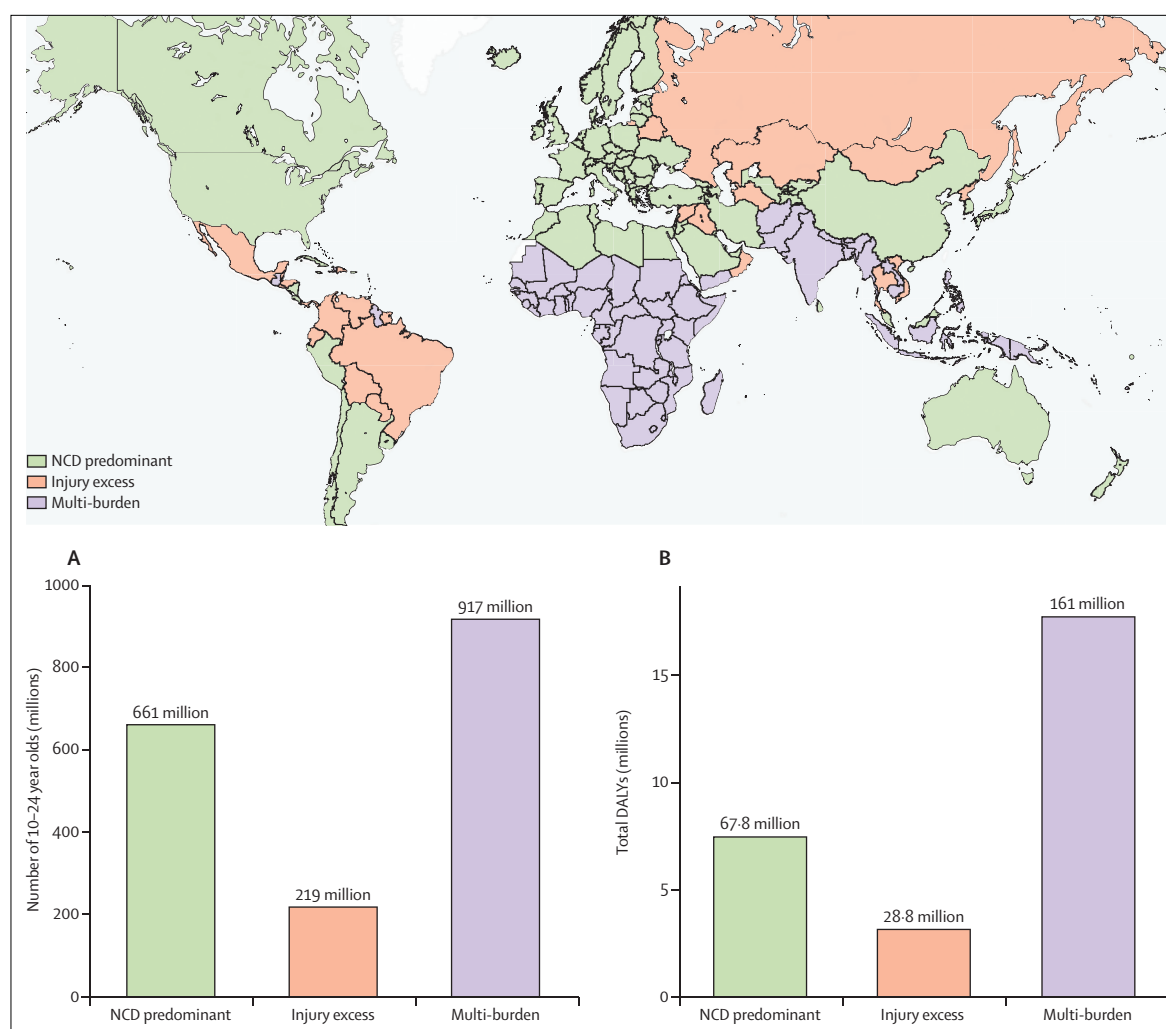 NCD predominant
Injury excess
Multi-burden
A
Number of 10–24 year olds (millions)
1000
800
600
400
200
0
661 million
219 million
917 million
NCD predominant
Injury excess
Multi-burden
B
Total DALYs (millions)
15
10
5
0
67·8 million
28·8 million
161 million
NCD predominant
Injury excess
Multi-burden